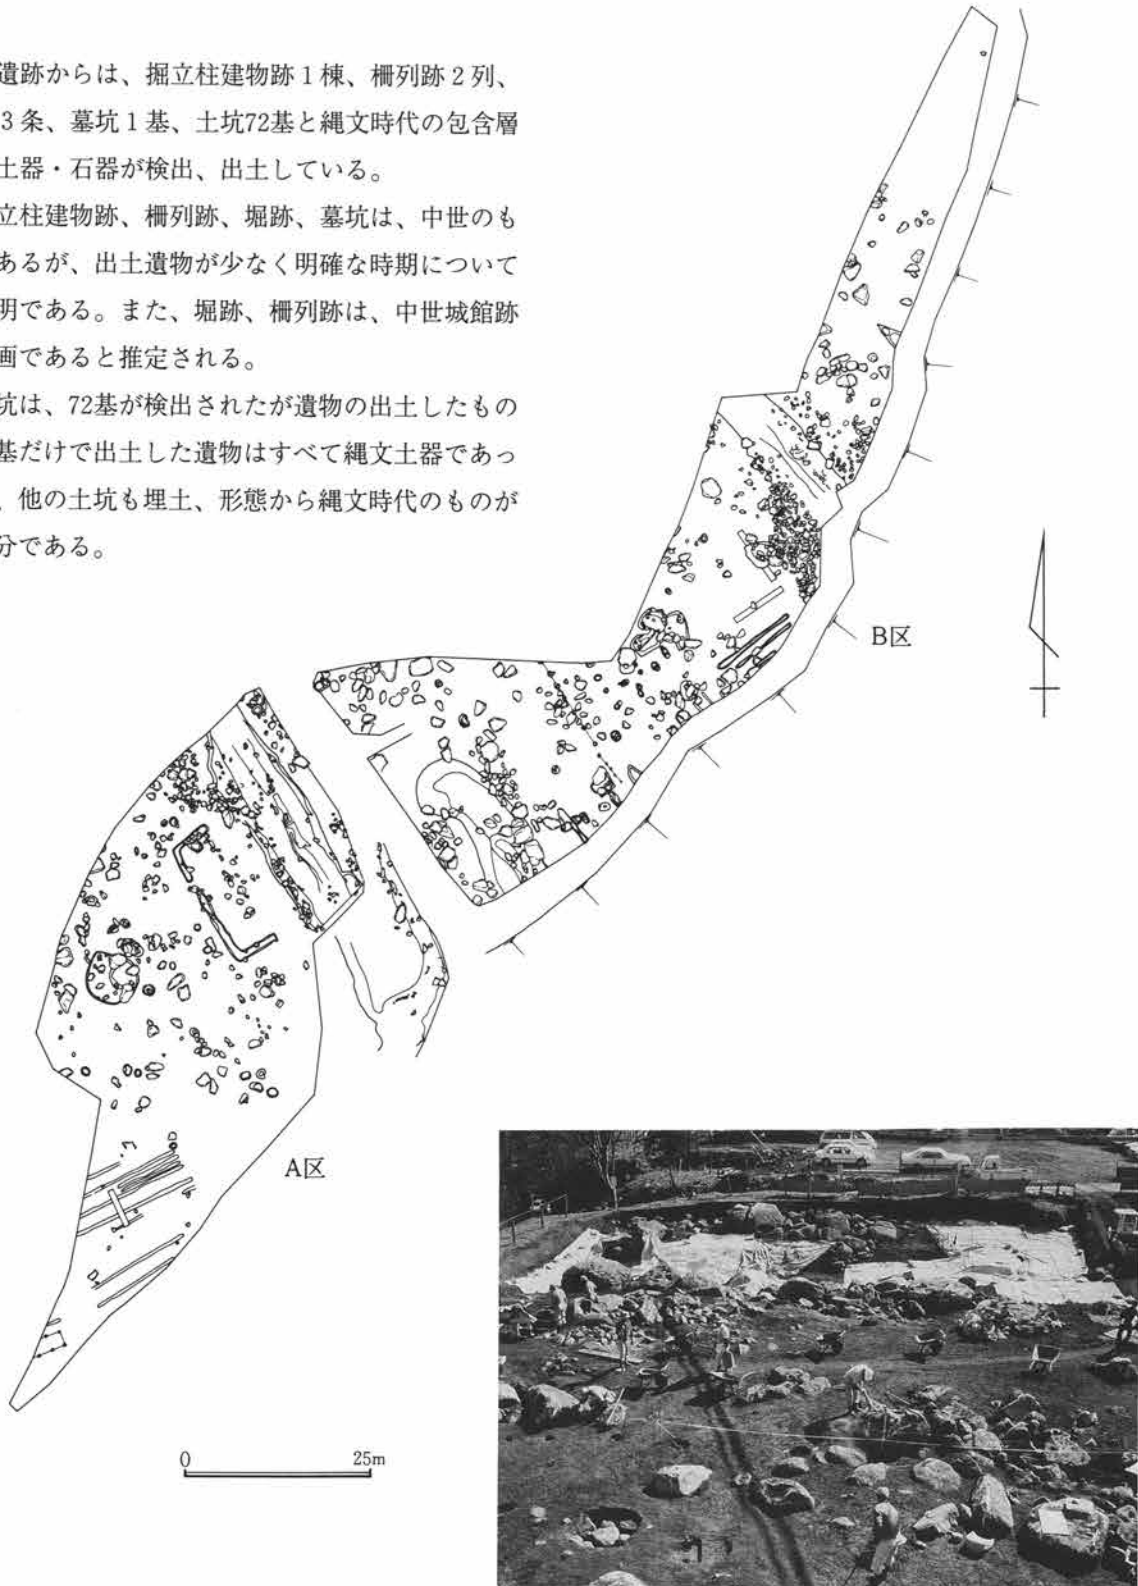 遺跡からは、掘立柱建物跡1棟、柵列跡2列、
3条、墓坑1基、土坑72基と縄文時代の包含層
土器・石器が検出、出土している。
立柱建物跡、柵列跡、堀跡、墓坑は、中世のも
あるが、出土遺物が少なく明確な時期について
明である。また、堀跡、柵列跡は、中世城館跡
画であると推定される。
坑は、72基が検出されたが遺物の出土したもの
基だけで出土した遺物はすべて縄文土器であっ
、他の土坑も埋土、形態から縄文時代のものが
分である。
B区
A区
0 25m